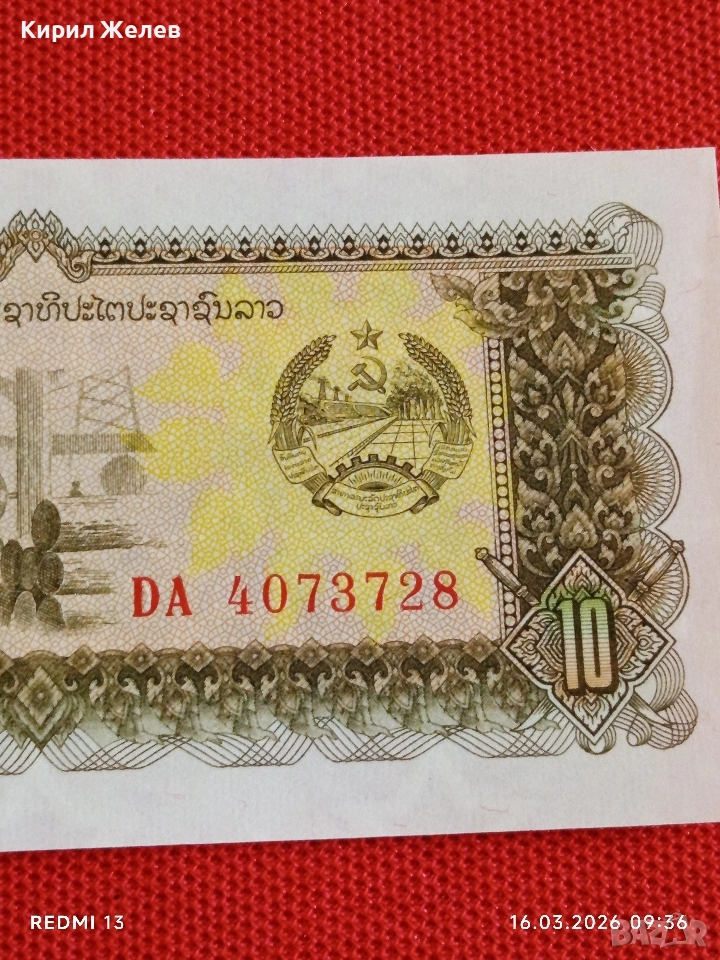 Кирил Желев
ຊາທິປະໄຕປະຊາຊົນລາວ
DA 4073728
10
REDMI 13
16.03.2026 09:36
BAZAR